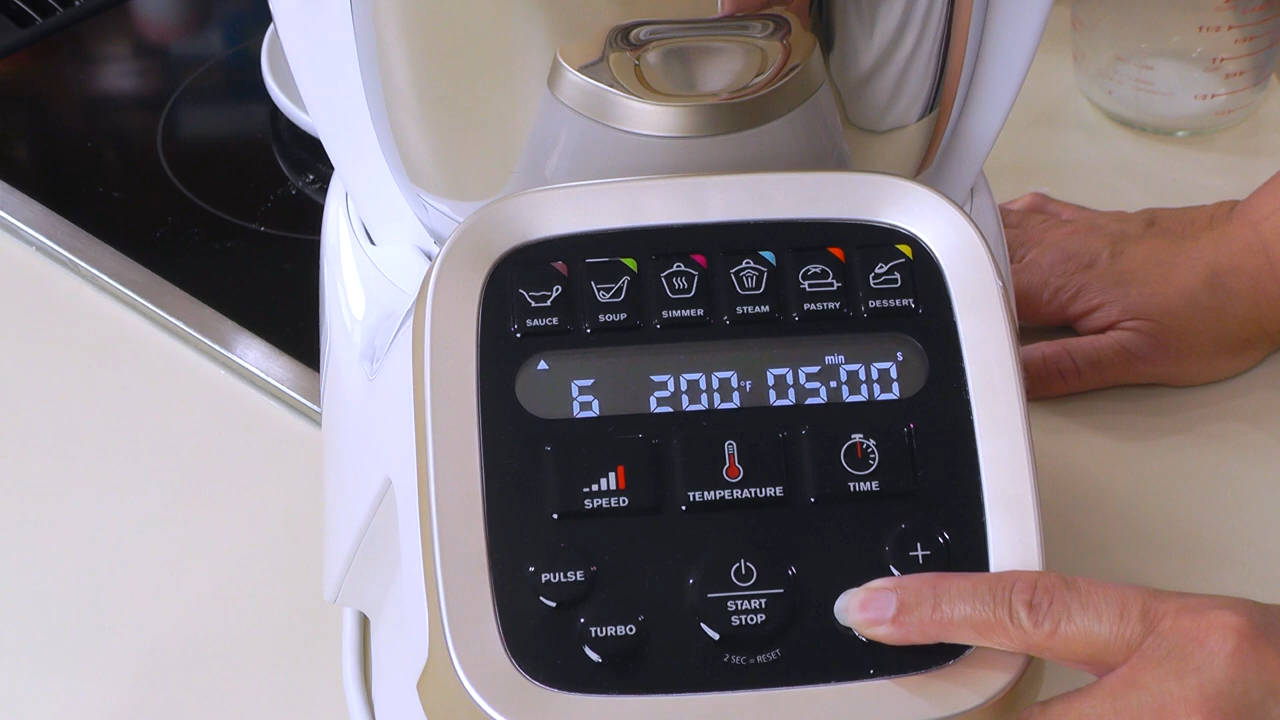 SAUCE SOUP SIMMER STEAM PASTRY DESSERT
min s
6 200°F 05:00
SPEED TEMPERATURE TIME
+
PULSE
START
STOP
TURBO
2 SEC = RESET